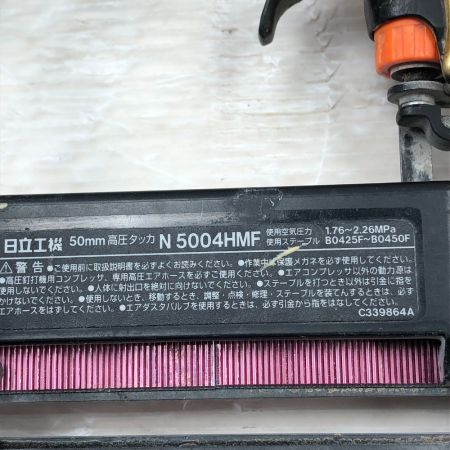 日立工機 50mm 高圧タッカ N 5004HMF 使用空気圧力 1.76~2.26MPa
使用ステープル B0425F~B0450F
⚠警告 ●ご使用前に取扱説明書を必ずよくお読みください。●作業中は保護メガネを必ず使用してください。
●高圧釘打機用コンプレッサ、専用高圧エアホースを必ずご使用ください。●エアコンプレッサ以外の動力源は
使用しないでください。●人体に射出口を絶対に向けないでください。●ステープルを打つとき以外は引金に指を
かけないでください。●使用しないとき、移動するとき、調整・点検・修理・ステープルを装てんするときは、必ず
エアホースをはずしてください。●エアダスタバルブを使用するときは、必ず引金から指をはなしてください。
C339864A